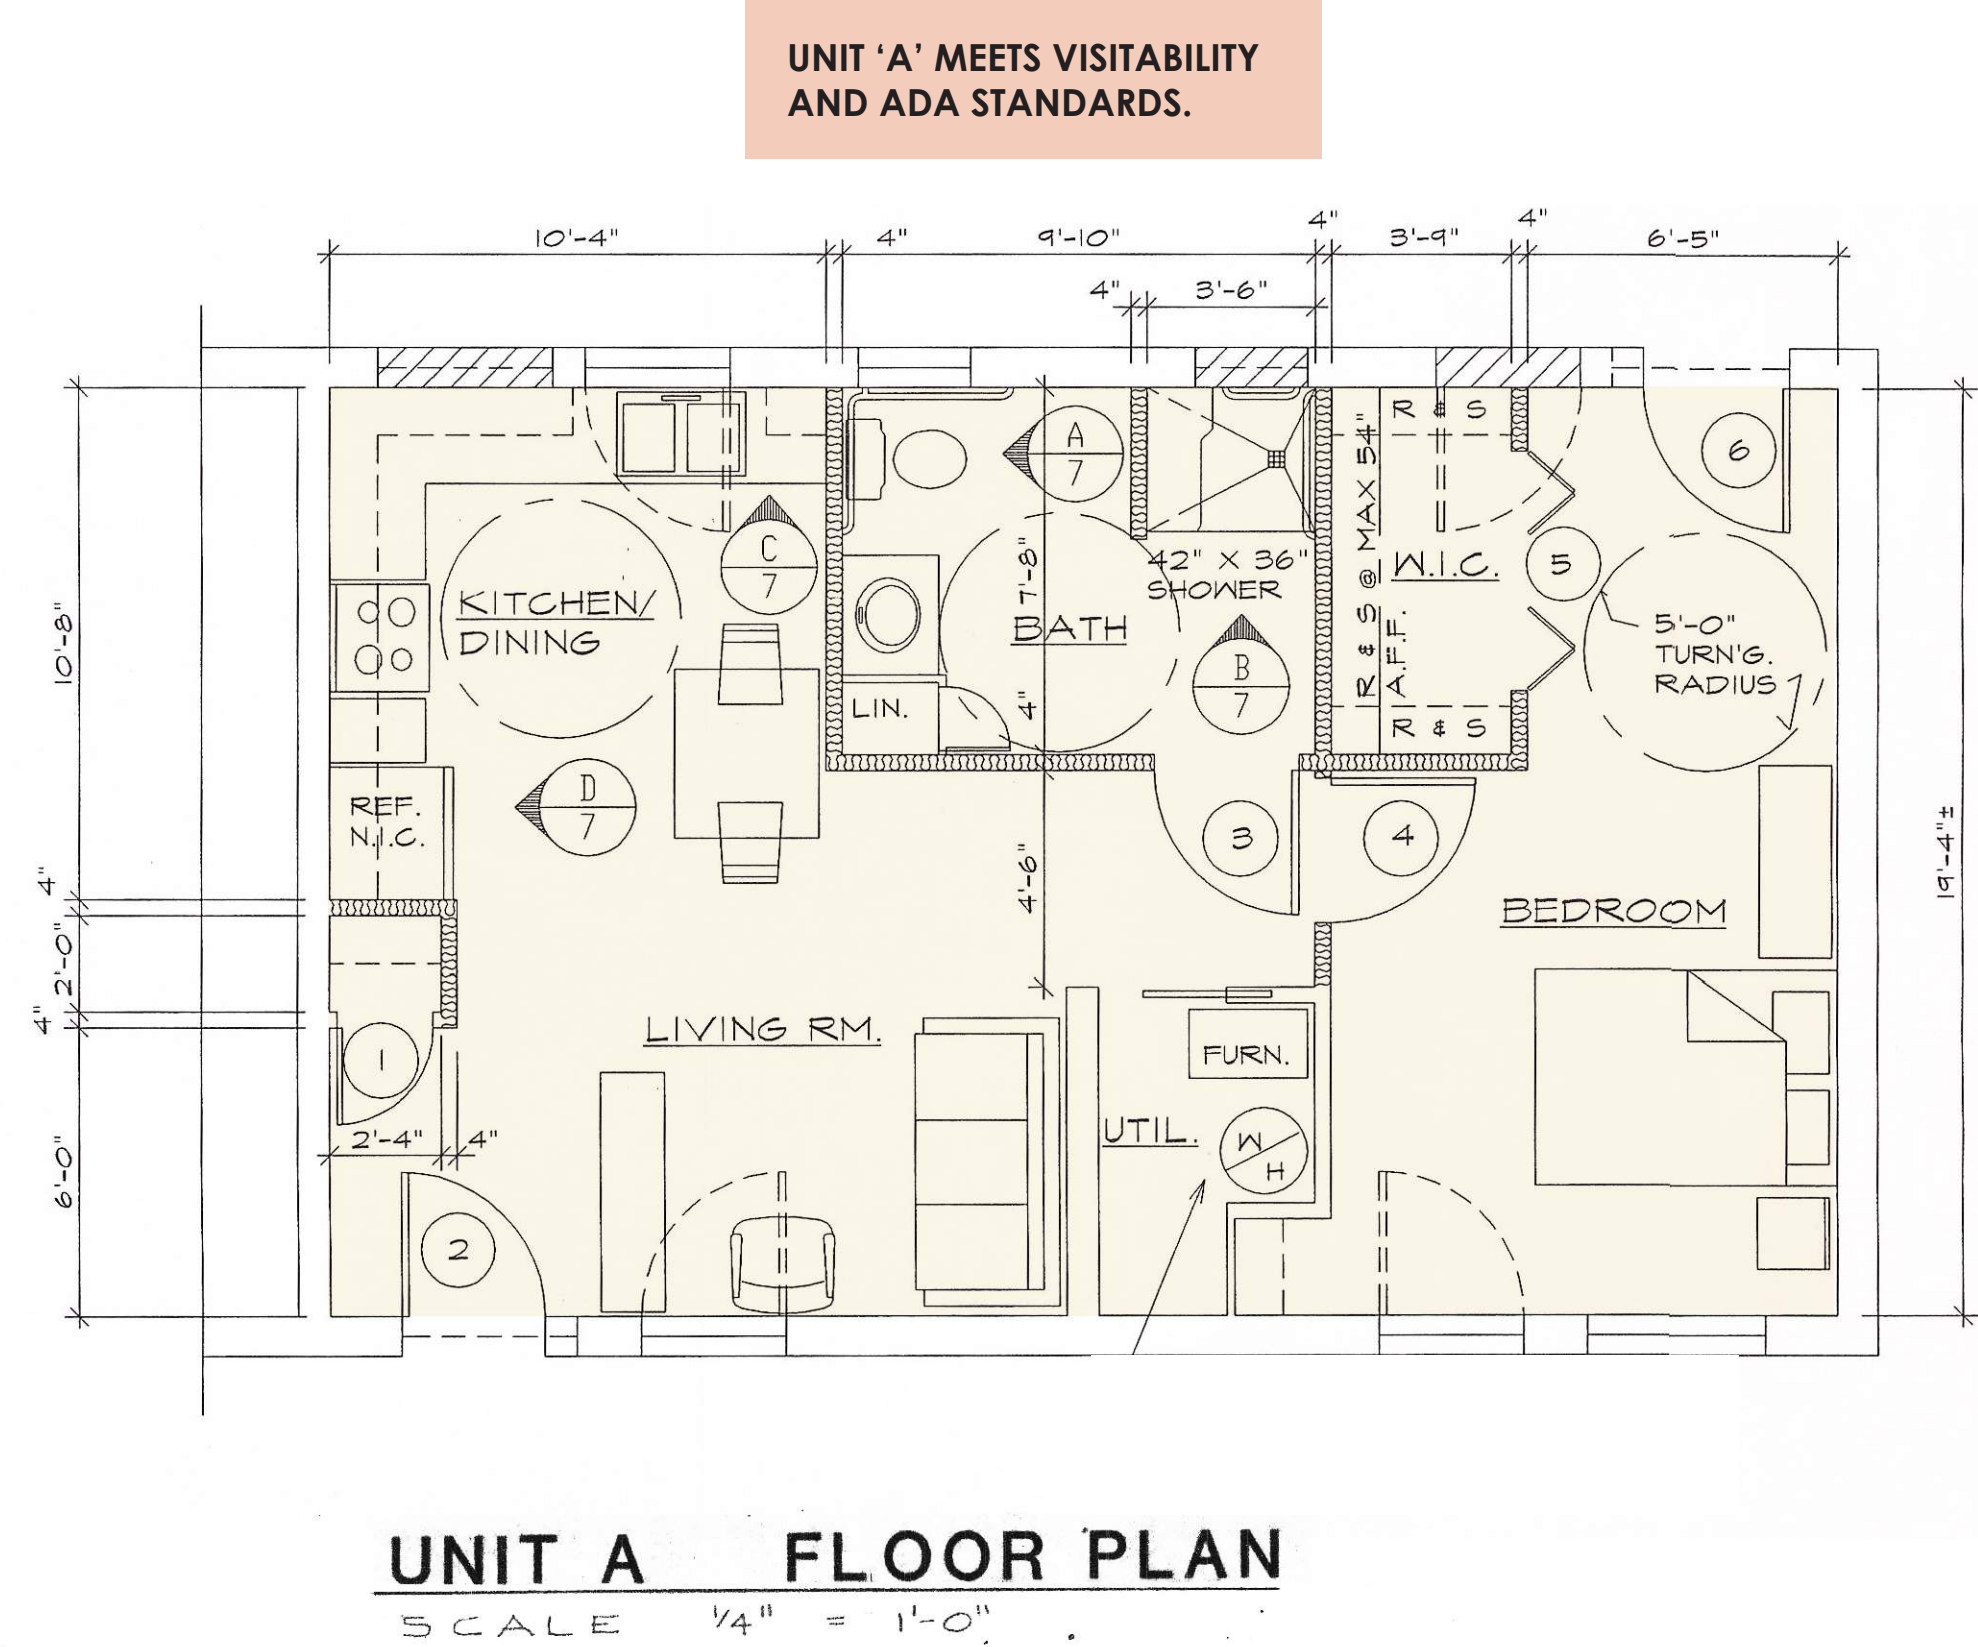 UNIT ‘A’ MEETS VISITABILITY
AND ADA STANDARDS.
4"
4"
10'-4"
4"
9'-10"
3'-9"
6'-5"
4"
3'-6"
R & S
A
7
6
C
7
42" X 36"
SHOWER
R & S @ MAX 54"
A.F.F.
W.I.C.
5
KITCHEN/
DINING
7'-8"
BATH
5'-0"
TURN'G.
RADIUS
10'-8"
B
7
LIN.
4"
R & S
D
7
REF.
N.I.C.
3
4
19'-4"±
4"
4'-6"
BEDROOM
2'-0"
4"
LIVING RM.
1
FURN.
2'-4"
4"
UTIL.
W
H
6'-0"
2
UNIT A FLOOR PLAN
SCALE 1/4" = 1'-0"